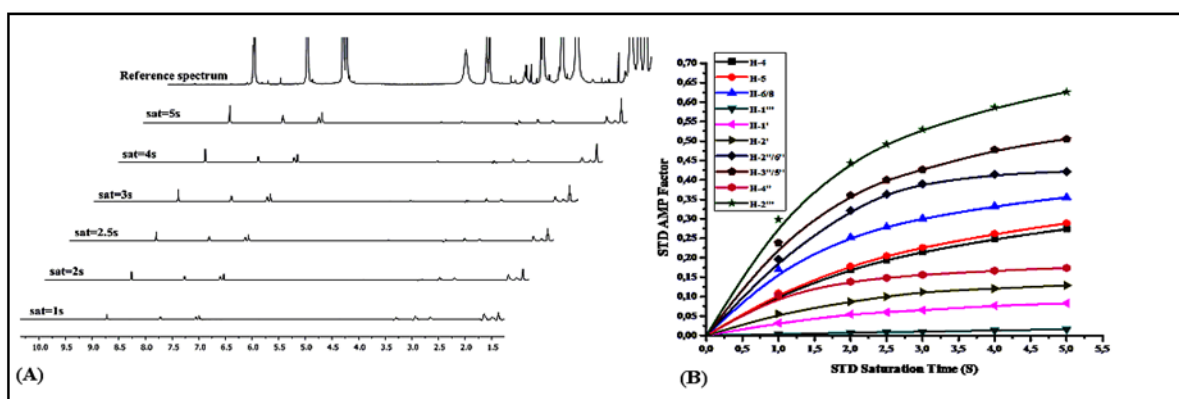 Reference spectrum
sat=5s
sat=4s
sat=3s
sat=2.5s
sat=2s
sat=1s
10.0 9.5 9.0 8.5 8.0 7.5 7.0 6.5 6.0 5.5 5.0 4.5 4.0 3.5 3.0 2.5 2.0 1.5
(A)
H-4
H-5
H-6/8
H-1'''
H-1'
H-2'
H-2''/6''
H-3''/5''
H-4''
H-2'''
STD AMP Factor
0,70
0,65
0,60
0,55
0,50
0,45
0,40
0,35
0,30
0,25
0,20
0,15
0,10
0,05
0,00
0,0 0,5 1,0 1,5 2,0 2,5 3,0 3,5 4,0 4,5 5,0 5,5
STD Saturation Time (S)
(B)